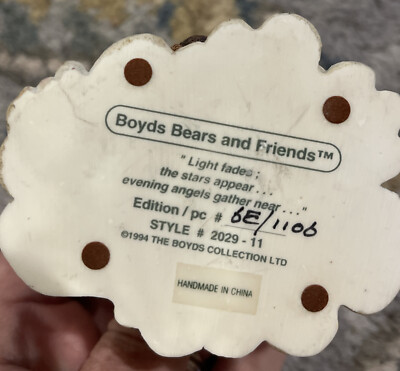 Boyds Bears and Friends™
" Light fades ;
the stars appear . . .
evening angels gather near . . . "
Edition / pc # 6E/1106
STYLE # 2029 - 11
©1994 THE BOYDS COLLECTION LTD
HANDMADE IN CHINA